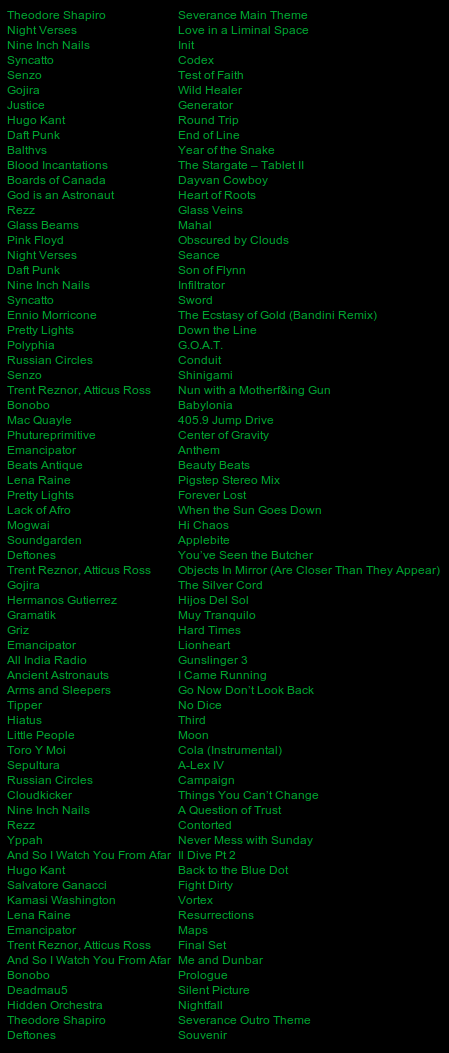 Theodore Shapiro Severance Main Theme
Night Verses Love in a Liminal Space
Nine Inch Nails Init
Syncatto Codex
Senzo Test of Faith
Gojira Wild Healer
Justice Generator
Hugo Kant Round Trip
Daft Punk End of Line
Balthvs Year of the Snake
Blood Incantations The Stargate – Tablet II
Boards of Canada Dayvan Cowboy
God is an Astronaut Heart of Roots
Rezz Glass Veins
Glass Beams Mahal
Pink Floyd Obscured by Clouds
Night Verses Seance
Daft Punk Son of Flynn
Nine Inch Nails Infiltrator
Syncatto Sword
Ennio Morricone The Ecstasy of Gold (Bandini Remix)
Pretty Lights Down the Line
Polyphia G.O.A.T.
Russian Circles Conduit
Senzo Shinigami
Trent Reznor, Atticus Ross Nun with a Motherf&ing Gun
Bonobo Babylonia
Mac Quayle 405.9 Jump Drive
Phutureprimitive Center of Gravity
Emancipator Anthem
Beats Antique Beauty Beats
Lena Raine Pigstep Stereo Mix
Pretty Lights Forever Lost
Lack of Afro When the Sun Goes Down
Mogwai Hi Chaos
Soundgarden Applebite
Deftones You've Seen the Butcher
Trent Reznor, Atticus Ross Objects In Mirror (Are Closer Than They Appear)
Gojira The Silver Cord
Hermanos Gutierrez Hijos Del Sol
Gramatik Muy Tranquilo
Griz Hard Times
Emancipator Lionheart
All India Radio Gunslinger 3
Ancient Astronauts I Came Running
Arms and Sleepers Go Now Don't Look Back
Tipper No Dice
Hiatus Third
Little People Moon
Toro Y Moi Cola (Instrumental)
Sepultura A-Lex IV
Russian Circles Campaign
Cloudkicker Things You Can't Change
Nine Inch Nails A Question of Trust
Rezz Contorted
Yppah Never Mess with Sunday
And So I Watch You From Afar II Dive Pt 2
Hugo Kant Back to the Blue Dot
Salvatore Ganacci Fight Dirty
Kamasi Washington Vortex
Lena Raine Resurrections
Emancipator Maps
Trent Reznor, Atticus Ross Final Set
And So I Watch You From Afar Me and Dunbar
Bonobo Prologue
Deadmau5 Silent Picture
Hidden Orchestra Nightfall
Theodore Shapiro Severance Outro Theme
Deftones Souvenir